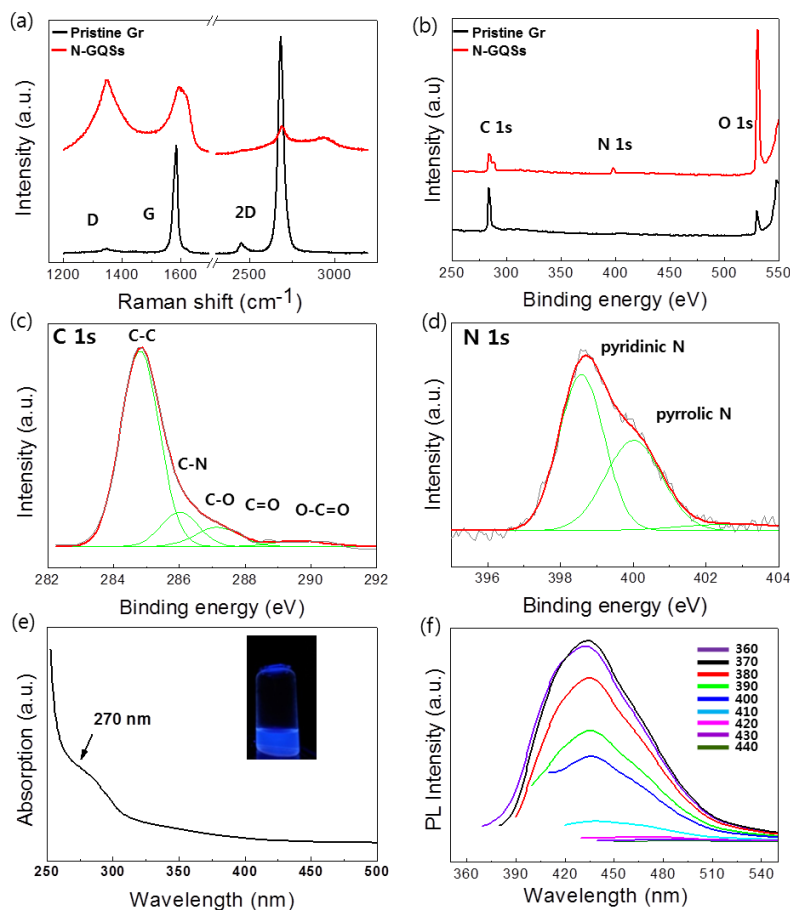 (a)
Pristine Gr
N-GQSs
D
G
2D
Intensity (a.u.)
1200 1400 1600 2500 3000
Raman shift (cm-1)
(b)
Pristine Gr
N-GQSs
C 1s
N 1s
O 1s
Intensity (a.u.)
250 300 350 400 450 500 550
Binding energy (eV)
(c)
C 1s
C-C
C-N
C-O
C=O
O-C=O
Intensity (a.u.)
282 284 286 288 290 292
Binding energy (eV)
(d)
N 1s
pyridinic N
pyrrolic N
Intensity (a.u.)
396 398 400 402 404
Binding energy (eV)
(e)
270 nm
Absorption (a.u.)
250 300 350 400 450 500
Wavelength (nm)
(f)
360
370
380
390
400
410
420
430
440
PL Intensity (a.u.)
360 390 420 450 480 510 540
Wavelength (nm)